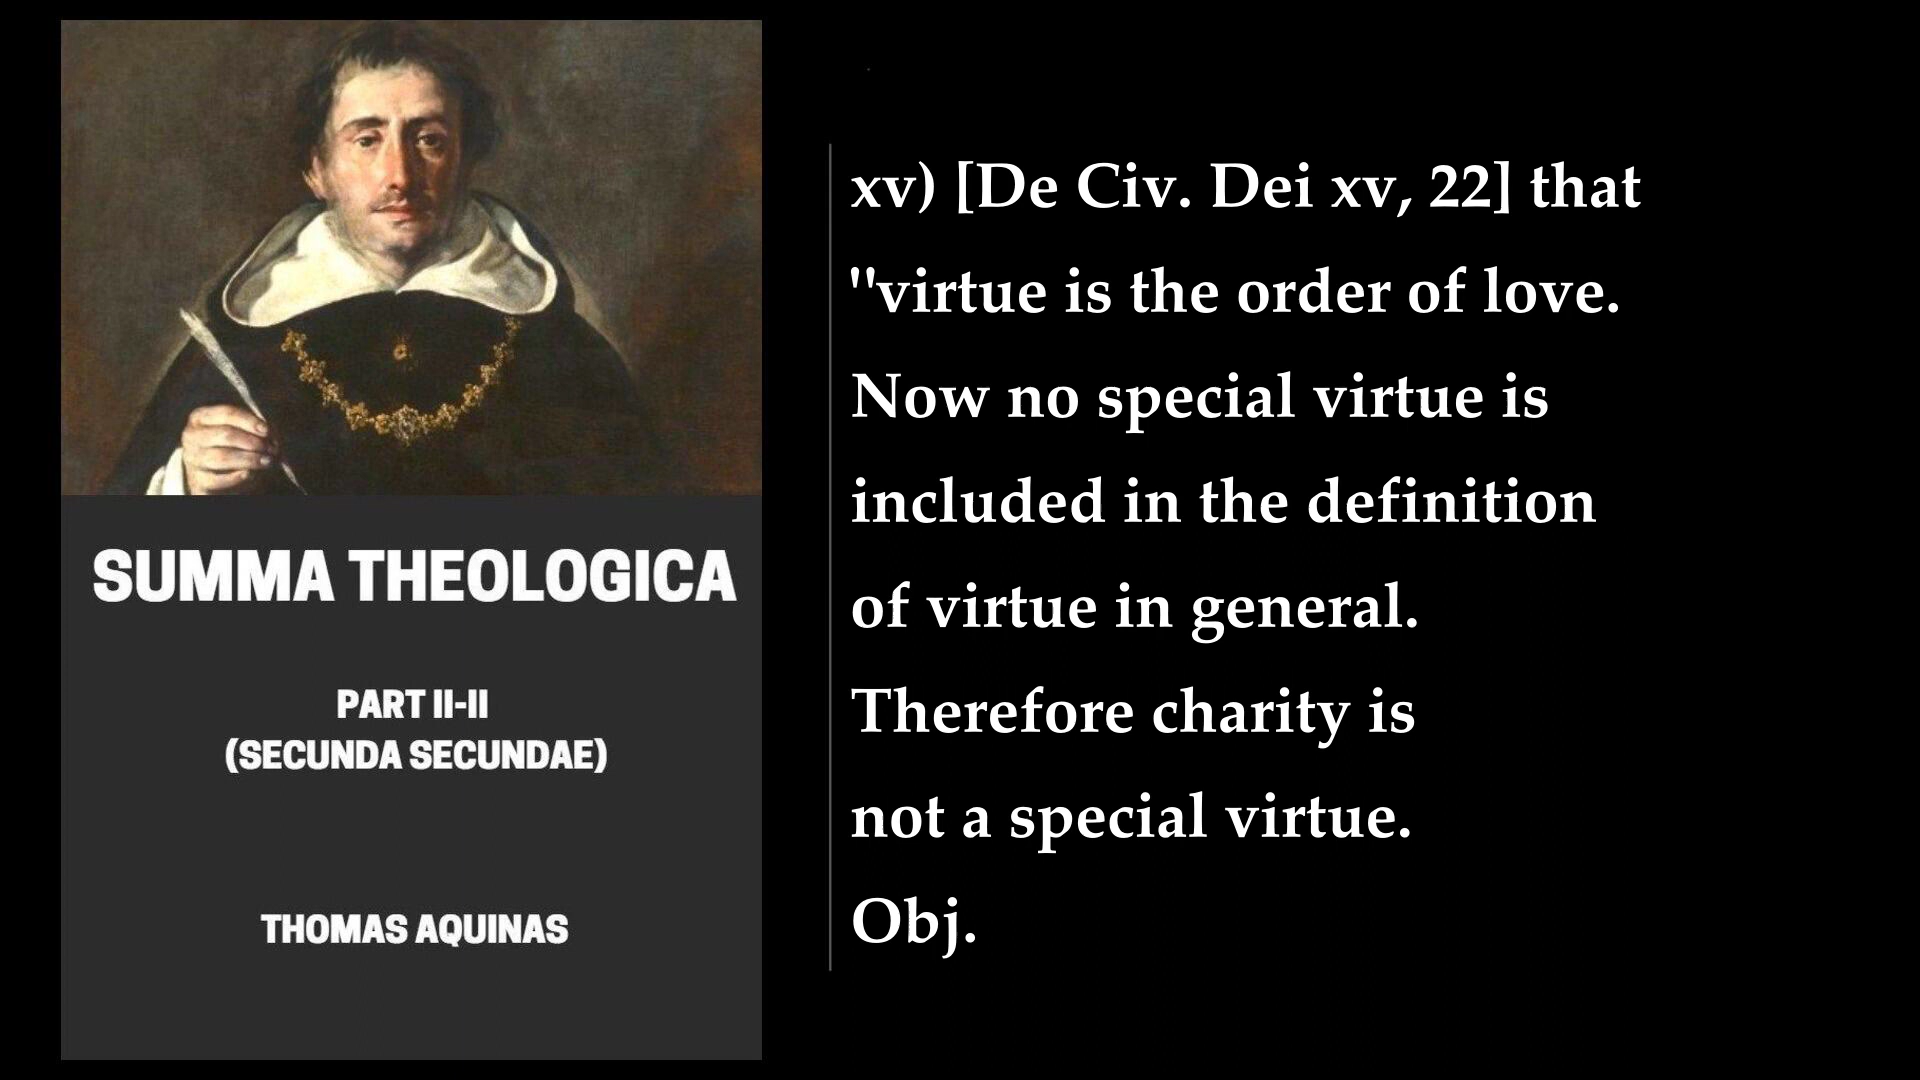 SUMMA THEOLOGICA
PART II-II
(SECUNDA SECUNDAE)
THOMAS AQUINAS
xv) [De Civ. Dei xv, 22] that
"virtue is the order of love.
Now no special virtue is
included in the definition
of virtue in general.
Therefore charity is
not a special virtue.
Obj.